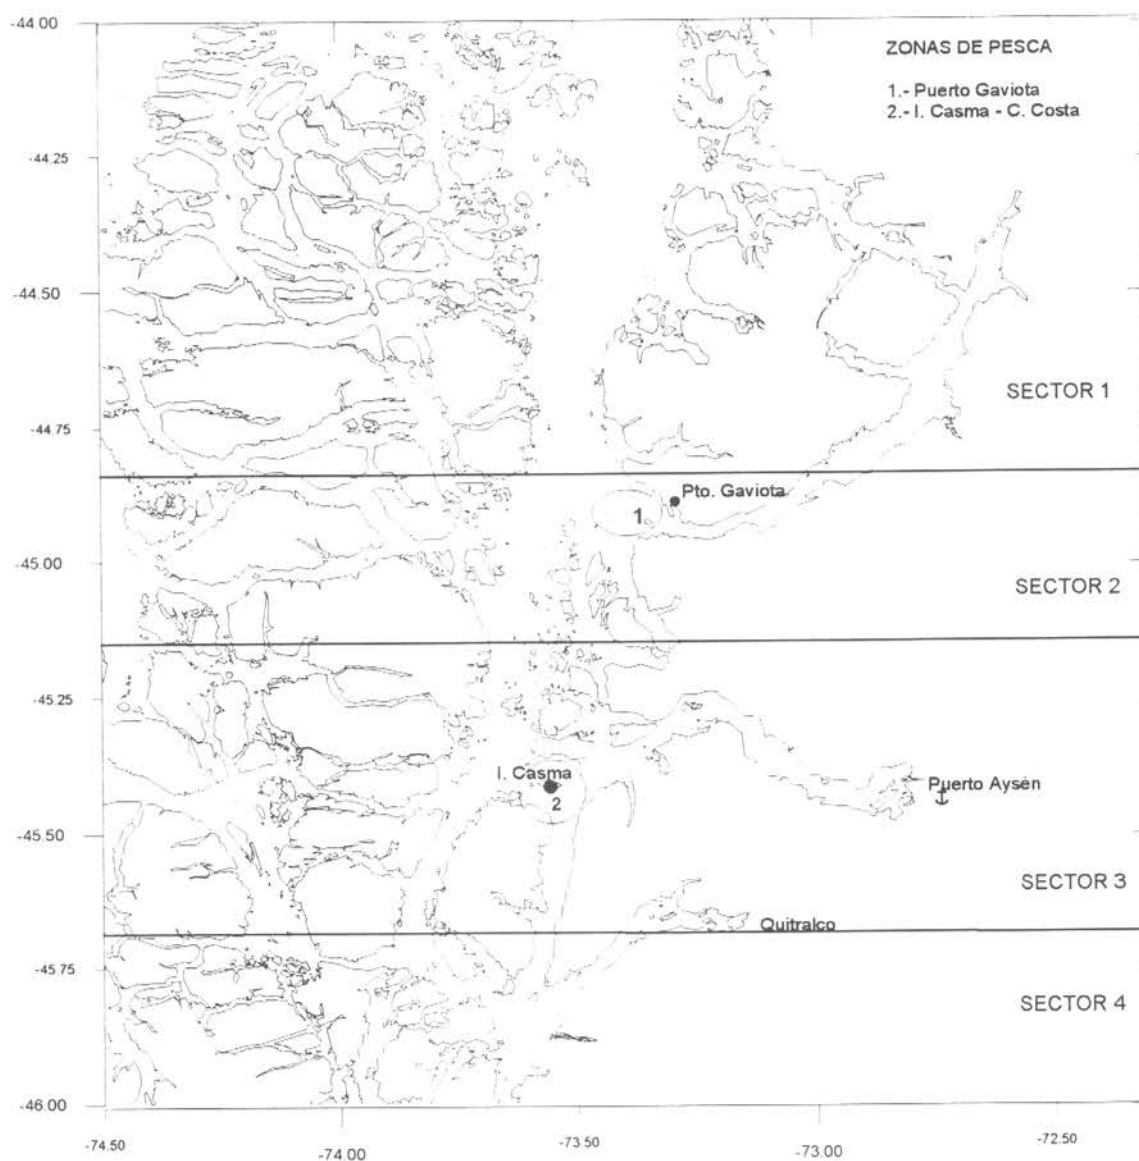 -44.00
ZONAS DE PESCA
1.- Puerto Gaviota
2.- I. Casma - C. Costa
-44.25
-44.50
SECTOR 1
-44.75
Pto. Gaviota
1
-45.00
SECTOR 2
-45.25
I. Casma
2
Puerto Aysén
-45.50
SECTOR 3
Quitralco
-45.75
SECTOR 4
-46.00
-74.50
-74.00
-73.50
-73.00
-72.50